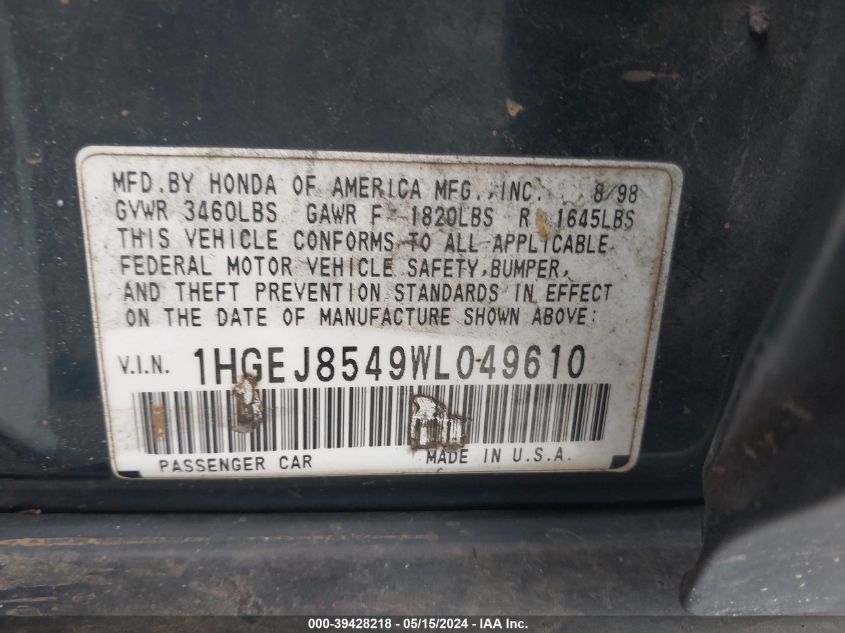 MFD.BY HONDA OF AMERICA MFG.,INC. 8/98
GVWR 3460LBS GAWR F 1820LBS R 1645LBS
THIS VEHICLE CONFORMS TO ALL APPLICABLE
FEDERAL MOTOR VEHICLE SAFETY,BUMPER,
AND THEFT PREVENTION STANDARDS IN EFFECT
ON THE DATE OF MANUFACTURE SHOWN ABOVE:
V.I.N. 1HGEJ8549WL049610
PASSENGER CAR MADE IN U.S.A.
000-39428218 - 05/15/2024 - IAA Inc.